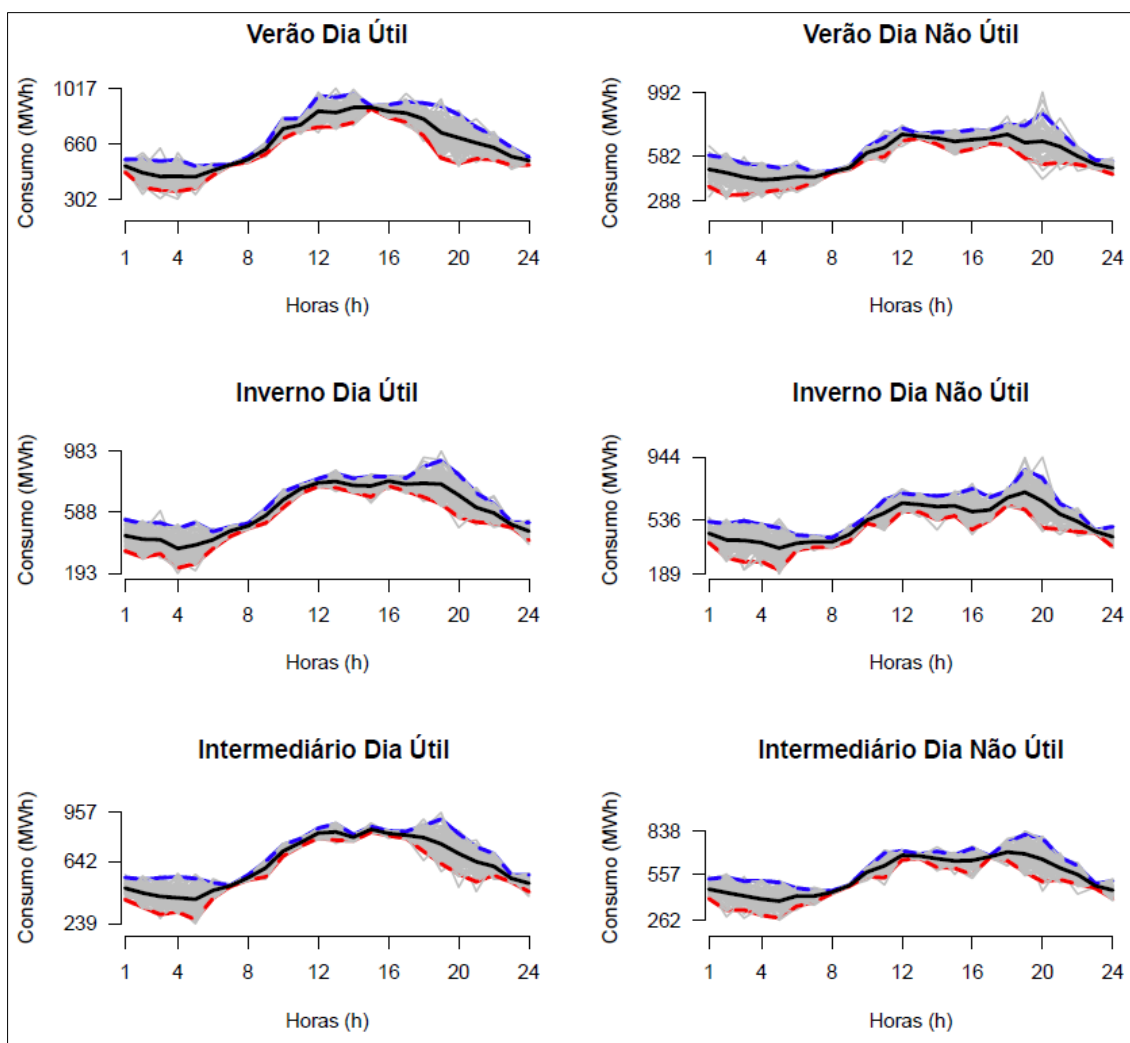 Verão Dia Útil
Consumo (MWh)
1017
660
302
1 4 8 12 16 20 24
Horas (h)
Verão Dia Não Útil
Consumo (MWh)
992
582
288
1 4 8 12 16 20 24
Horas (h)
Inverno Dia Útil
Consumo (MWh)
983
588
193
1 4 8 12 16 20 24
Horas (h)
Inverno Dia Não Útil
Consumo (MWh)
944
536
189
1 4 8 12 16 20 24
Horas (h)
Intermediário Dia Útil
Consumo (MWh)
957
642
239
1 4 8 12 16 20 24
Horas (h)
Intermediário Dia Não Útil
Consumo (MWh)
838
557
262
1 4 8 12 16 20 24
Horas (h)